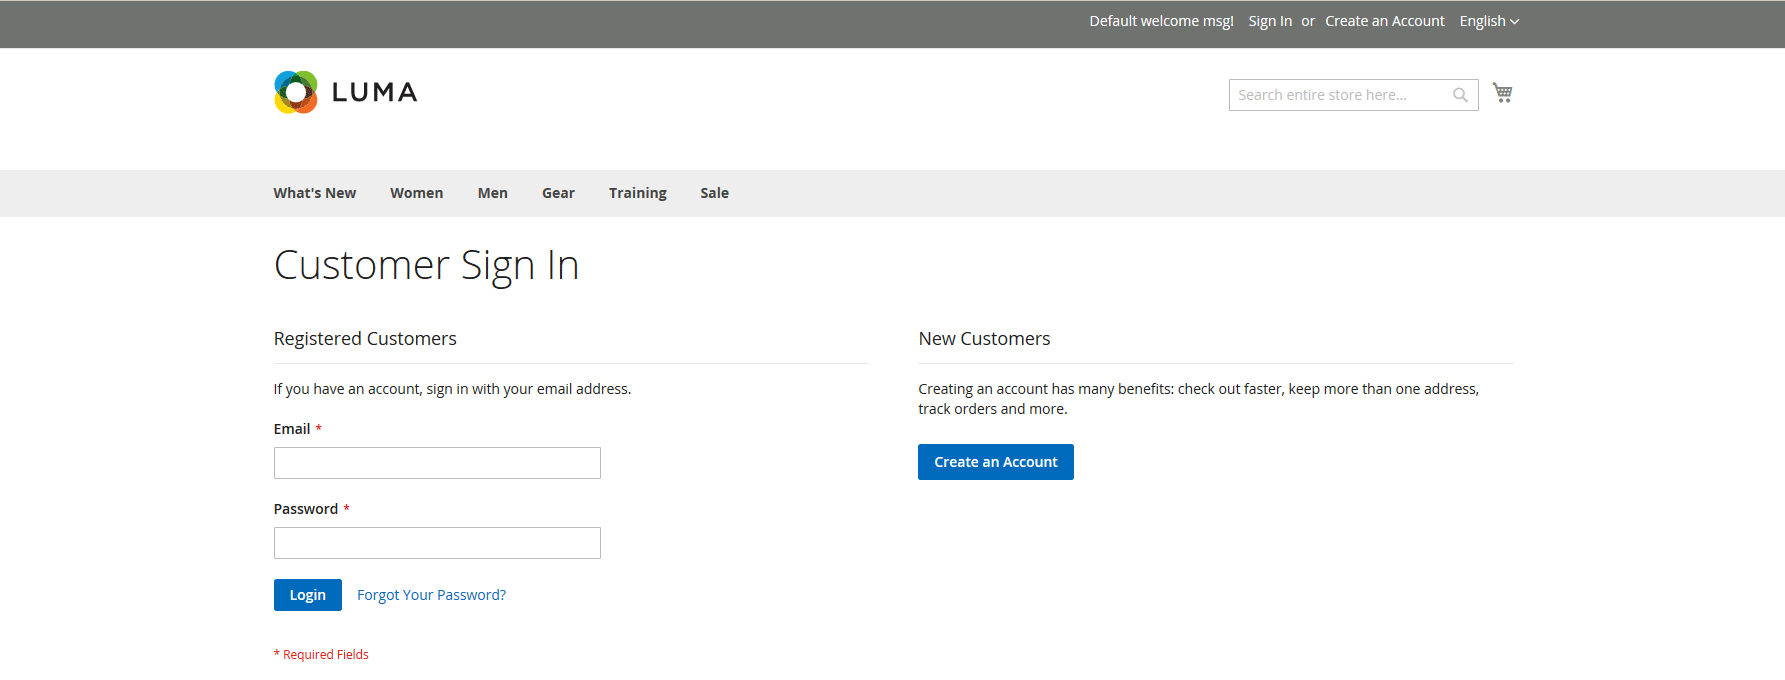 Default welcome msg! Sign In or Create an Account English
LUMA
Search entire store here...
What's New Women Men Gear Training Sale
Customer Sign In
Registered Customers
If you have an account, sign in with your email address.
Email *
Password *
Login Forgot Your Password?
* Required Fields
New Customers
Creating an account has many benefits: check out faster, keep more than one address,
track orders and more.
Create an Account